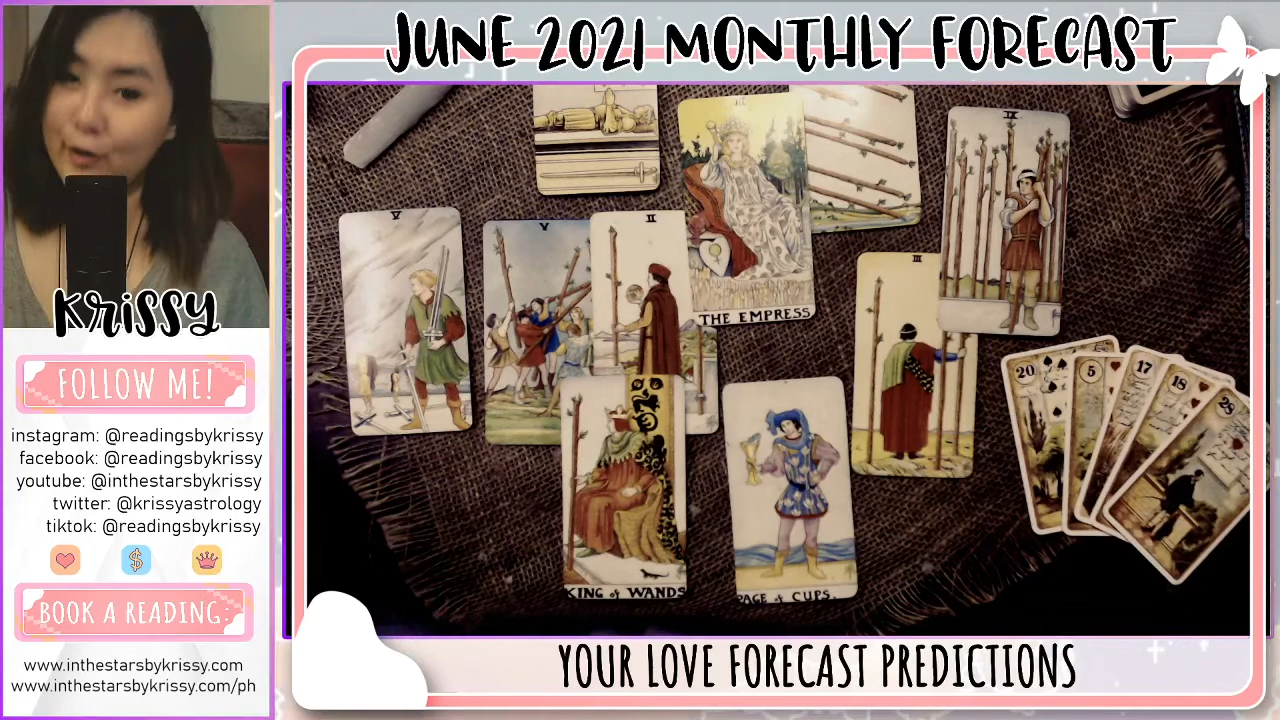 JUNE 2021 MONTHLY FORECAST
KRISSY
FOLLOW ME!
instagram: @readingsbykrissy
facebook: @readingsbykrissy
youtube: @inthestarsbykrissy
twitter: @krissyastrology
tiktok: @readingsbykrissy
BOOK A READING:
www.inthestarsbykrissy.com
www.inthestarsbykrissy.com/ph
III
IX
V
V
II
III
THE EMPRESS
KING of WANDS
PAGE of CUPS.
20
5
17
18
28
YOUR LOVE FORECAST PREDICTIONS